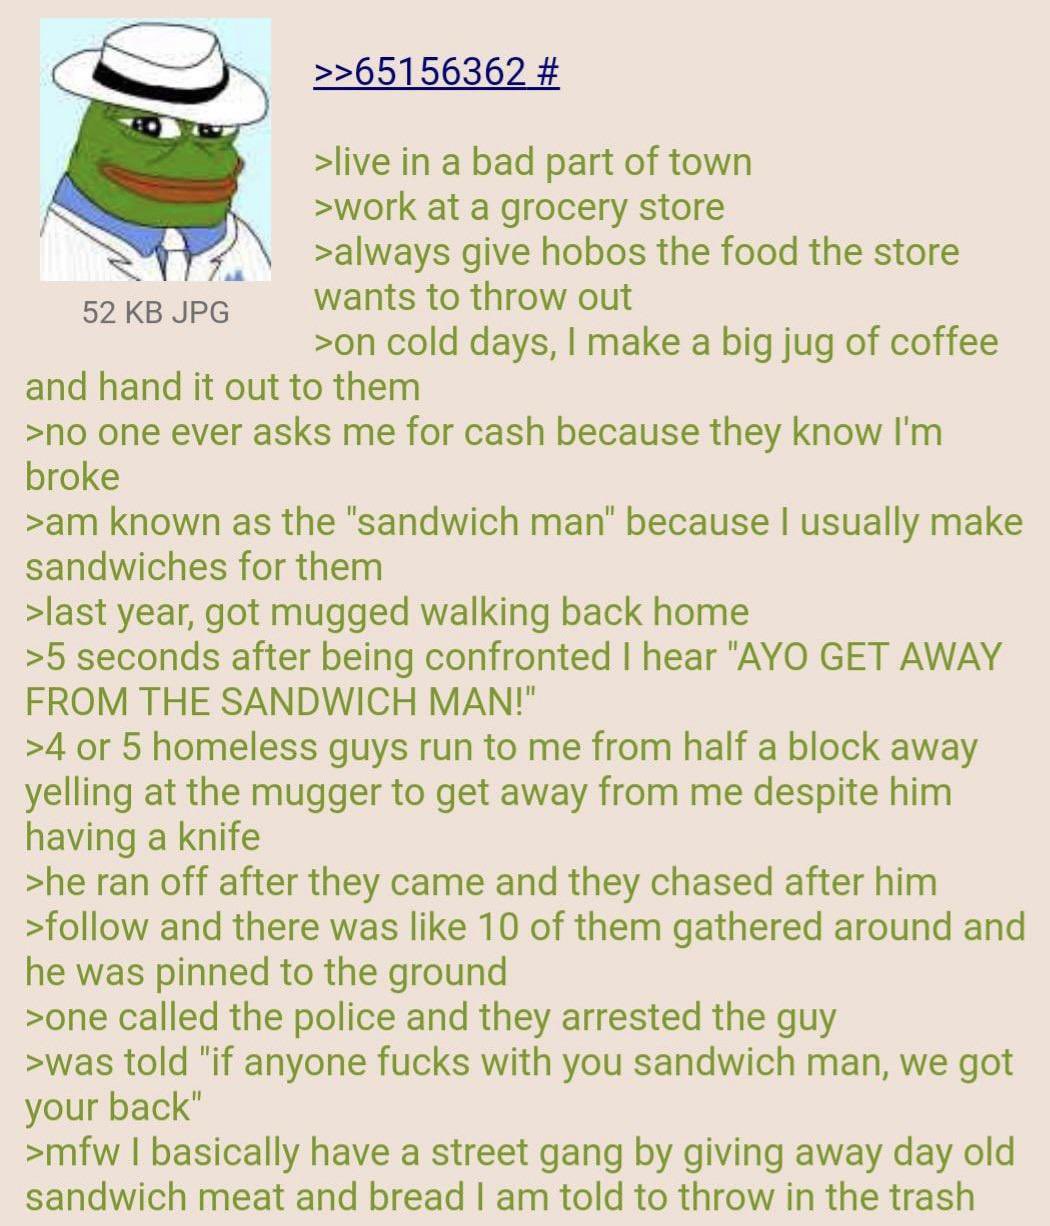 >>65156362 #
>live in a bad part of town
>work at a grocery store
>always give hobos the food the store
wants to throw out
52 KB JPG
>on cold days, I make a big jug of coffee
and hand it out to them
>no one ever asks me for cash because they know I'm
broke
>am known as the "sandwich man" because I usually make
sandwiches for them
>last year, got mugged walking back home
>5 seconds after being confronted I hear "AYO GET AWAY
FROM THE SANDWICH MAN!"
>4 or 5 homeless guys run to me from half a block away
yelling at the mugger to get away from me despite him
having a knife
>he ran off after they came and they chased after him
>follow and there was like 10 of them gathered around and
he was pinned to the ground
>one called the police and they arrested the guy
>was told "if anyone fucks with you sandwich man, we got
your back"
>mfw I basically have a street gang by giving away day old
sandwich meat and bread I am told to throw in the trash